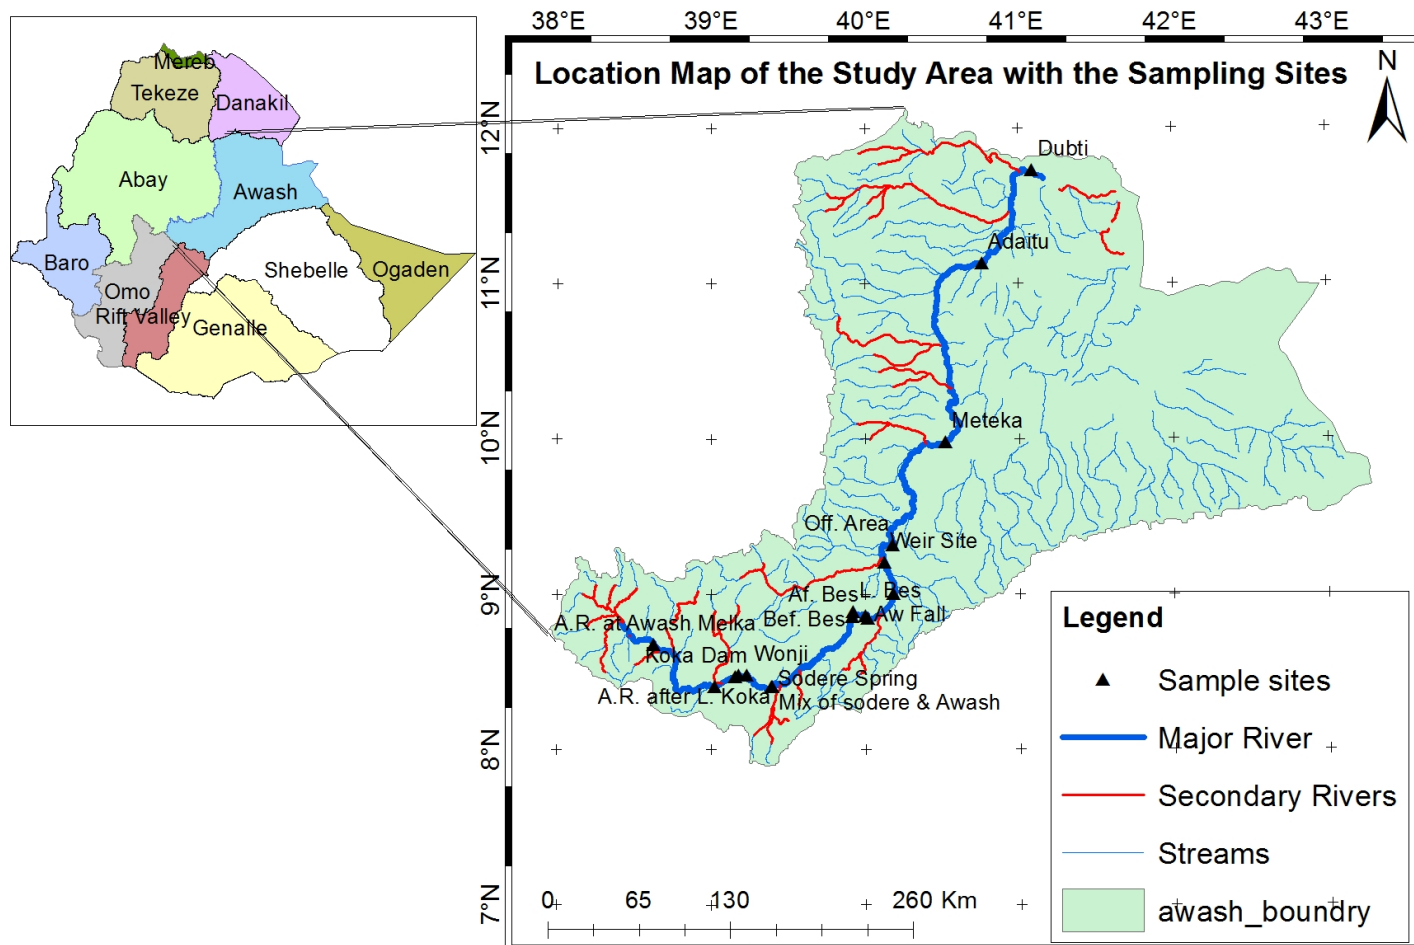 38°E 39°E 40°E 41°E 42°E 43°E
Location Map of the Study Area with the Sampling Sites
N
Mereb
Tekeze
Danakil
Abay
Awash
Baro
Shebelle
Ogaden
Omo
Rift Valley
Genalle
12°N
11°N
10°N
9°N
8°N
7°N
Dubti
Adaitu
Meteka
Off. Area
Weir Site
Af. Bes
L. Bes
Bef. Bes
Aw Fall
A.R. at Awash Melka
Koka Dam
Wonji
Sodere Spring
A.R. after L. Koka
Mix of sodere & Awash
Legend
Sample sites
Major River
Secondary Rivers
Streams
awash_boundry
0 65 130 260 Km